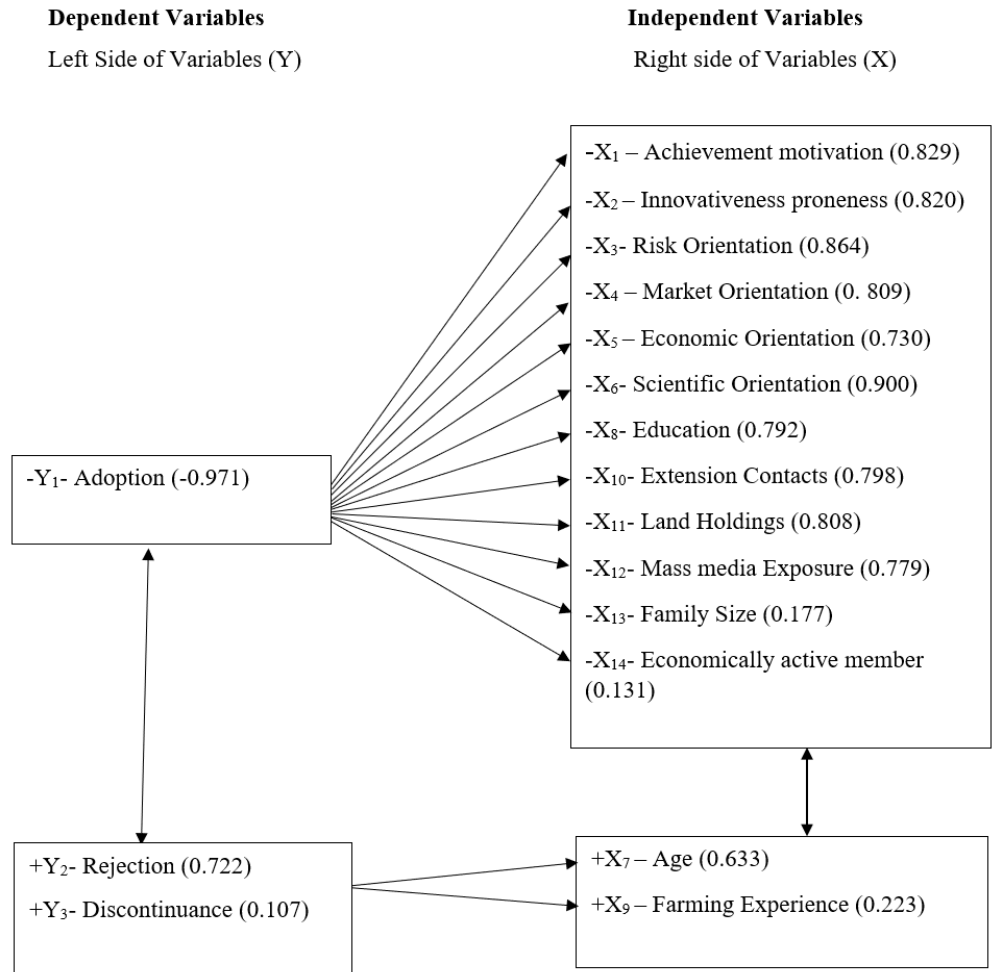 Dependent Variables
Left Side of Variables (Y)
Independent Variables
Right side of Variables (X)
-Y₁- Adoption (-0.971)
-X₁ – Achievement motivation (0.829)
-X₂ – Innovativeness proneness (0.820)
-X₃- Risk Orientation (0.864)
-X₄ – Market Orientation (0. 809)
-X₅ – Economic Orientation (0.730)
-X₆- Scientific Orientation (0.900)
-X₈- Education (0.792)
-X₁₀- Extension Contacts (0.798)
-X₁₁- Land Holdings (0.808)
-X₁₂- Mass media Exposure (0.779)
-X₁₃- Family Size (0.177)
-X₁₄- Economically active member
(0.131)
+Y₂- Rejection (0.722)
+Y₃- Discontinuance (0.107)
+X₇ – Age (0.633)
+X₉ – Farming Experience (0.223)